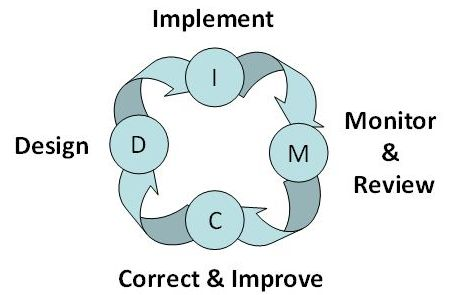 Implement
I
Monitor
&
Review
M
Design
D
C
Correct & Improve